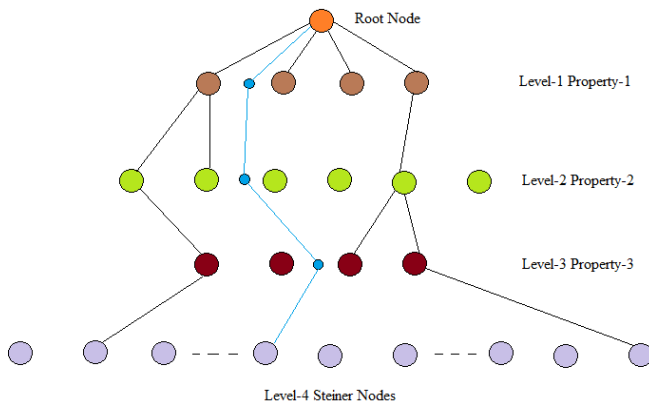 Root Node
Level-1 Property-1
Level-2 Property-2
Level-3 Property-3
Level-4 Steiner Nodes